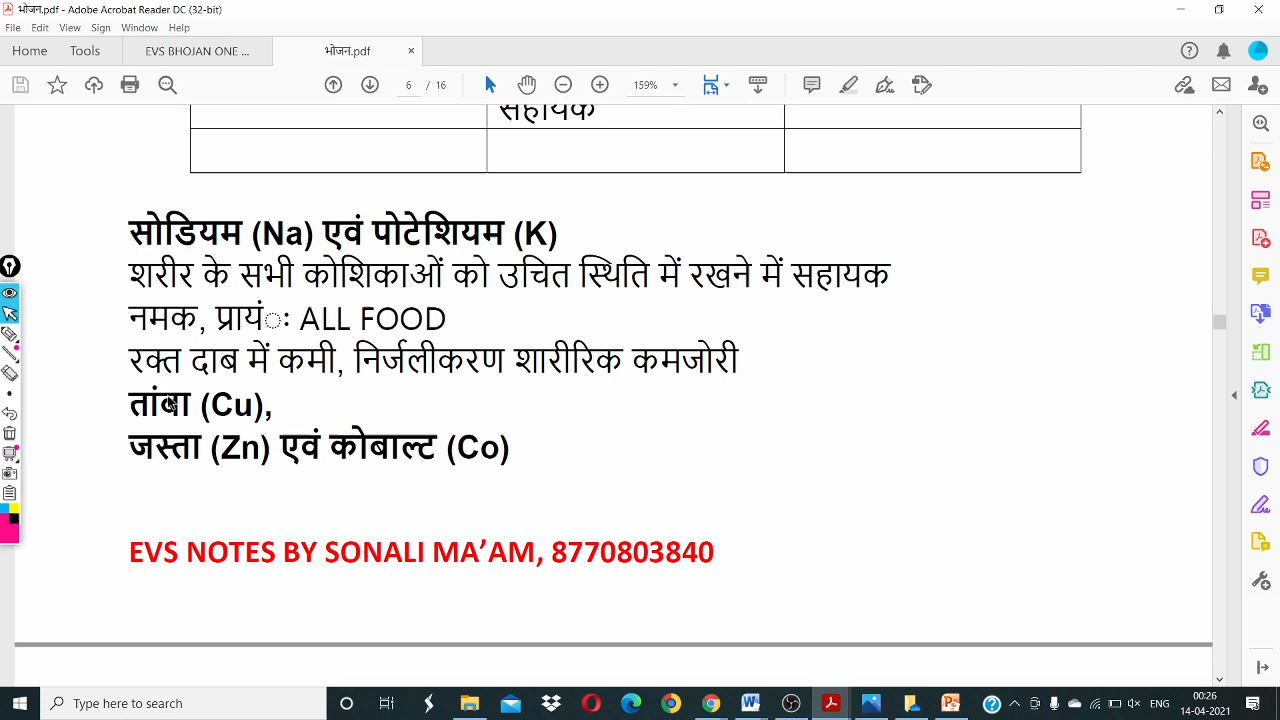 भोजन.pdf - Adobe Acrobat Reader DC (32-bit)
File Edit View Sign Window Help
Home Tools EVS BHOJAN ONE ... भोजन.pdf ×
6 / 16 159%
सहायक
सोडियम (Na) एवं पोटेशियम (K)
शरीर के सभी कोशिकाओं को उचित स्थिति में रखने में सहायक
नमक, प्रायंः ALL FOOD
रक्त दाब में कमी, निर्जलीकरण शारीरिक कमजोरी
तांबा (Cu),
जस्ता (Zn) एवं कोबाल्ट (Co)
EVS NOTES BY SONALI MA’AM, 8770803840
Type here to search
00:26
14-04-2021